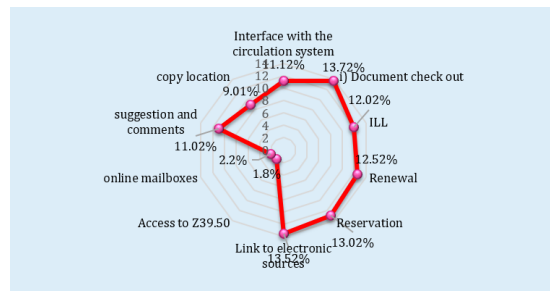 Interface with the
circulation system
14
11.12%
13.72%
i) Document check out
copy location
12
9.01%
10
12.02%
8
ILL
suggestion and
comments
6
4
11.02%
2
12.52%
2.2%
1.8%
online mailboxes
Renewal
Access to Z39.50
Reservation
13.02%
Link to electronic
sources
13.52%